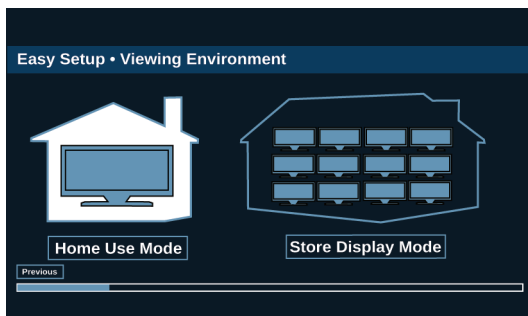 Easy Setup • Viewing Environment
Home Use Mode
Store Display Mode
Previous